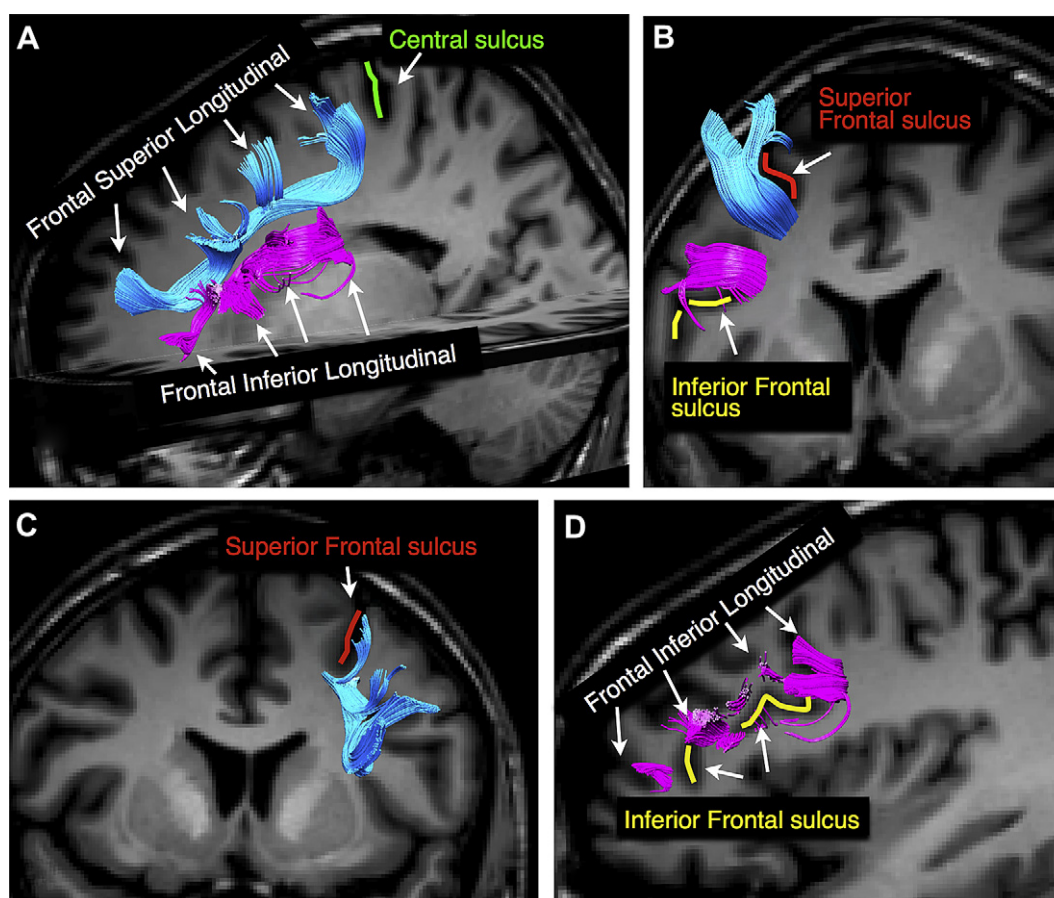 A
Central sulcus
Frontal Superior Longitudinal
Frontal Inferior Longitudinal
B
Superior
Frontal sulcus
Inferior Frontal
sulcus
C
Superior Frontal sulcus
D
Frontal Inferior Longitudinal
Inferior Frontal sulcus